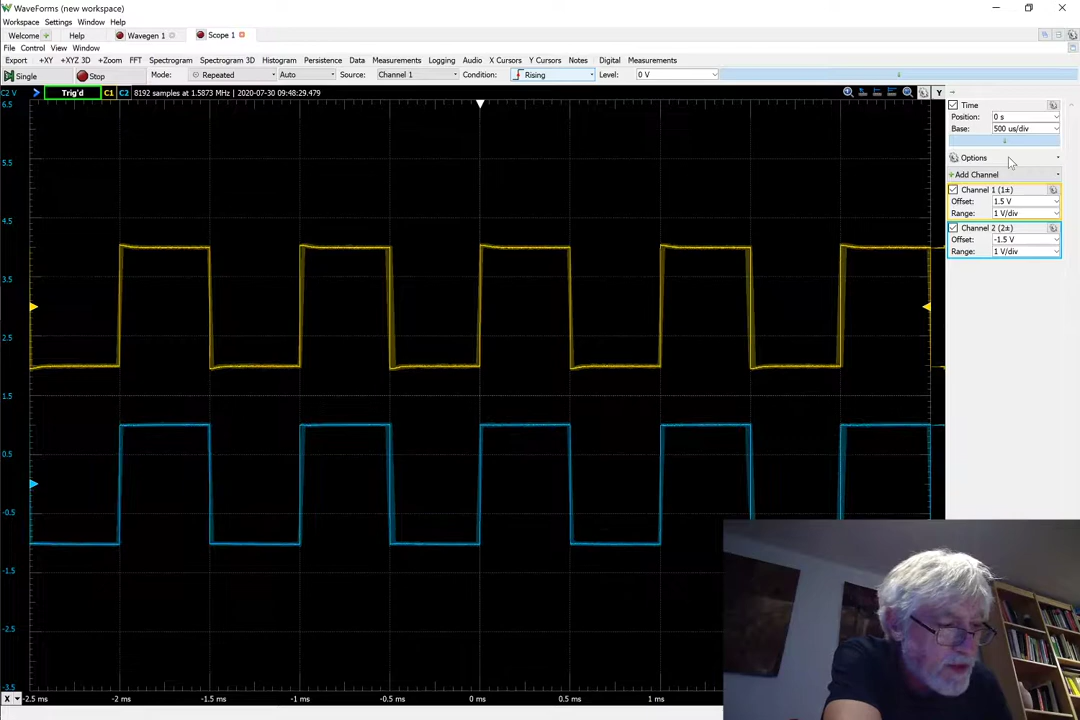 WaveForms (new workspace)
Workspace Settings Window Help
Welcome Help Wavegen 1 Scope 1
File Control View Window
Export +XY +XYZ 3D +Zoom FFT Spectrogram Spectrogram 3D Histogram Persistence Data Measurements Logging Audio X Cursors Y Cursors Notes Digital Measurements
Single Stop Mode: Repeated Auto Source: Channel 1 Condition: Rising Level: 0 V
C2 V Trig'd C1 C2 8192 samples at 1.5873 MHz | 2020-07-30 09:48:29.479 Y
6.5
5.5
4.5
3.5
2.5
1.5
0.5
-0.5
-1.5
-2.5
-3.5
X -2.5 ms -2 ms -1.5 ms -1 ms -0.5 ms 0 ms 0.5 ms 1 ms
Time
Position: 0 s
Base: 500 us/div
Options
Add Channel
Channel 1 (1±)
Offset: 1.5 V
Range: 1 V/div
Channel 2 (2±)
Offset: -1.5 V
Range: 1 V/div